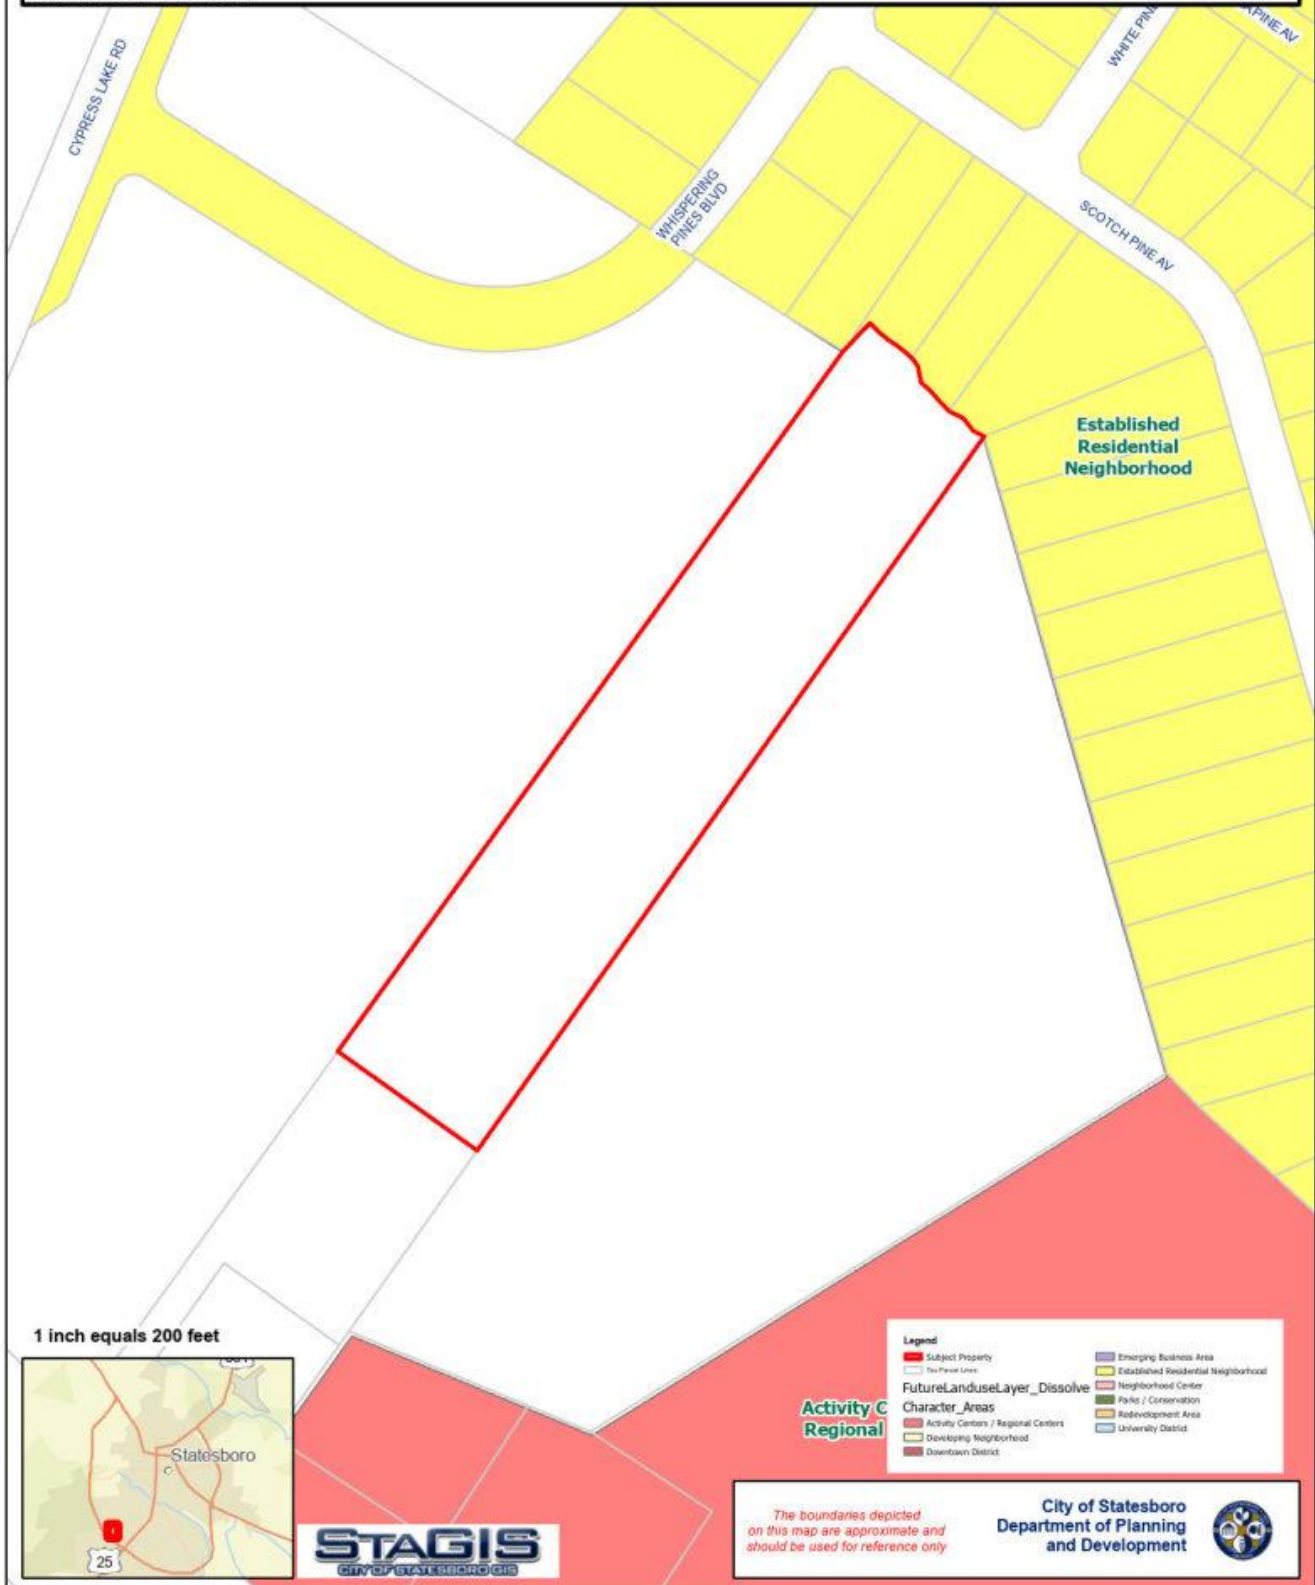 CYPRESS LAKE RD
WHISPERING
PINES BLVD
WHITE PIN
PINE AV
SCOTCH PINE AV
Established
Residential
Neighborhood
1 inch equals 200 feet
Statesboro
25
STAGIS
CITY OF STATESBORO GIS
Activity C
Regional
Legend
Subject Property
Tax Parcel Lines
FutureLanduseLayer_Dissolve
Character_Areas
Activity Centers / Regional Centers
Developing Neighborhood
Downtown District
Emerging Business Area
Established Residential Neighborhood
Neighborhood Center
Parks / Conservation
Redevelopment Area
University District
The boundaries depicted
on this map are approximate and
should be used for reference only
City of Statesboro
Department of Planning
and Development